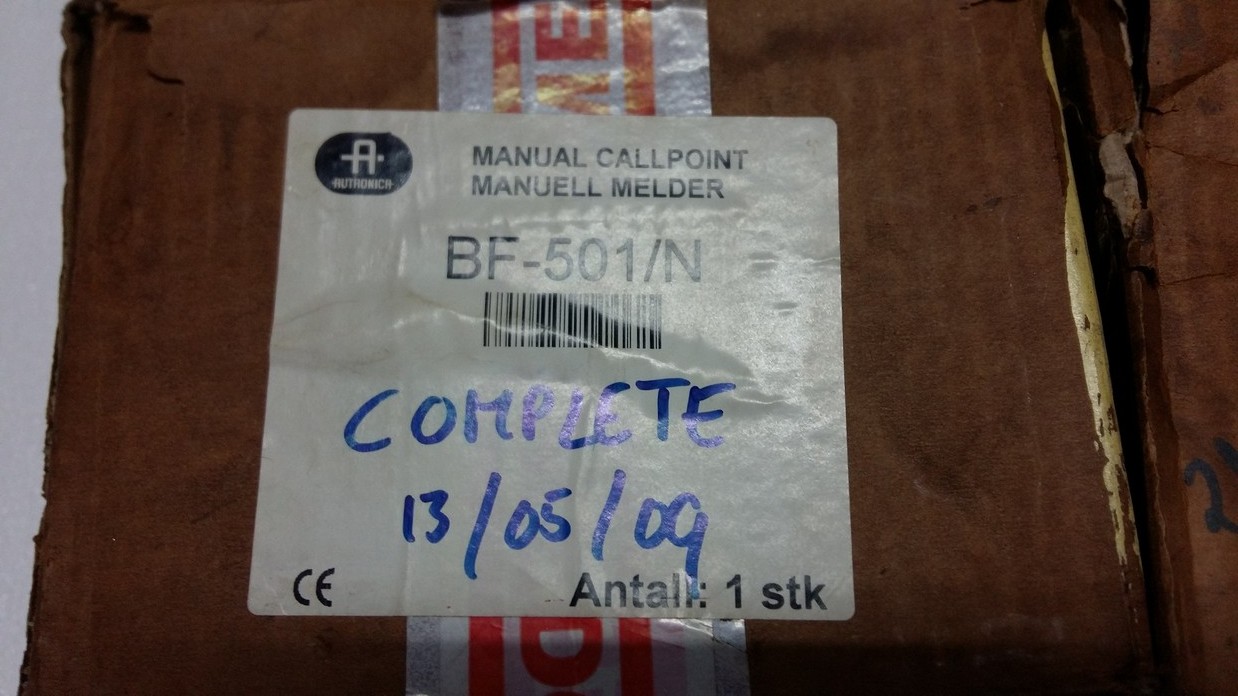 AUTRONICA
MANUAL CALLPOINT
MANUELL MELDER
BF-501/N
COMPLETE
13/05/09
CE
Antall: 1 stk